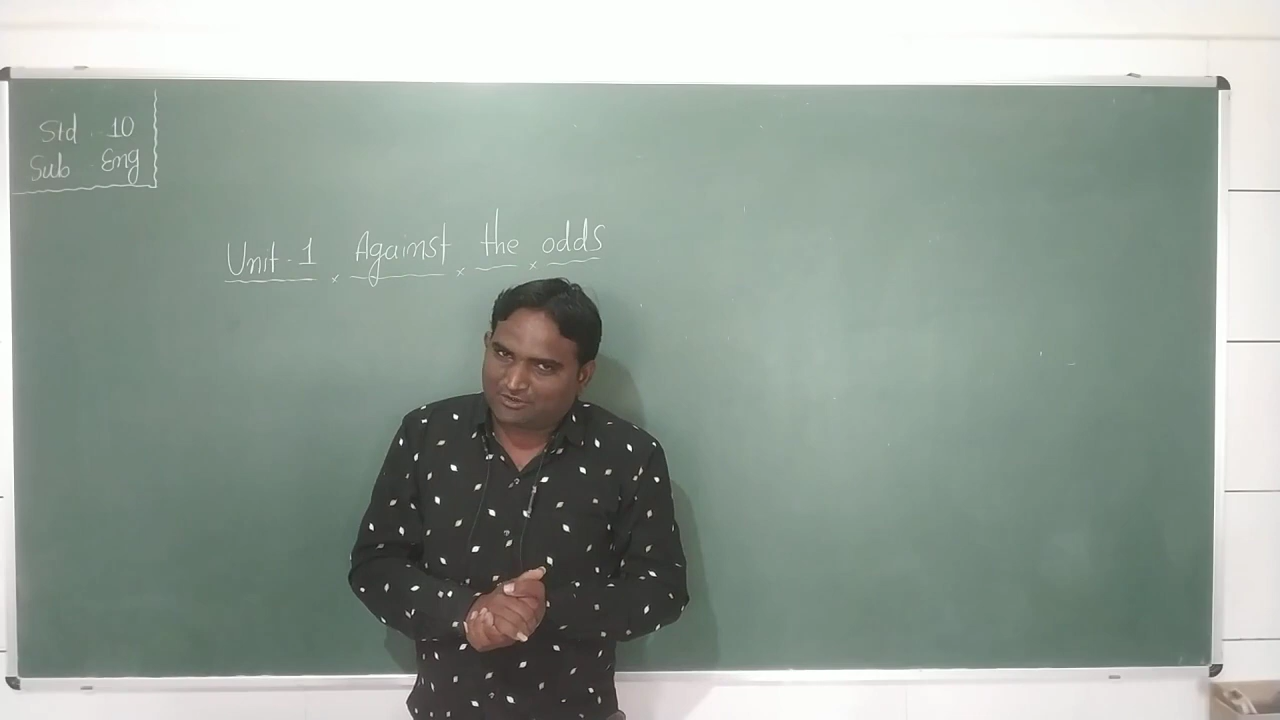 Std - 10
Sub - Eng
Unit - 1 Against the odds